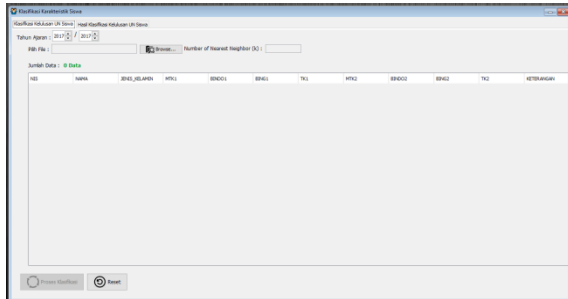 Klasifikasi Karakteristik Siswa
Klasifikasi Kelulusan UN Siswa Hasil Klasifikasi Kelulusan UN Siswa
Tahun Ajaran : 2017 / 2017
Pilih File : Browse... Number of Nearest Neighbor (k) :
Jumlah Data : 0 Data
NIS NAMA JENIS_KELAMIN MTK1 BINDO1 BING1 TK1 MTK2 BINDO2 BING2 TK2 KETERANGAN
Proses Klasifikasi Reset